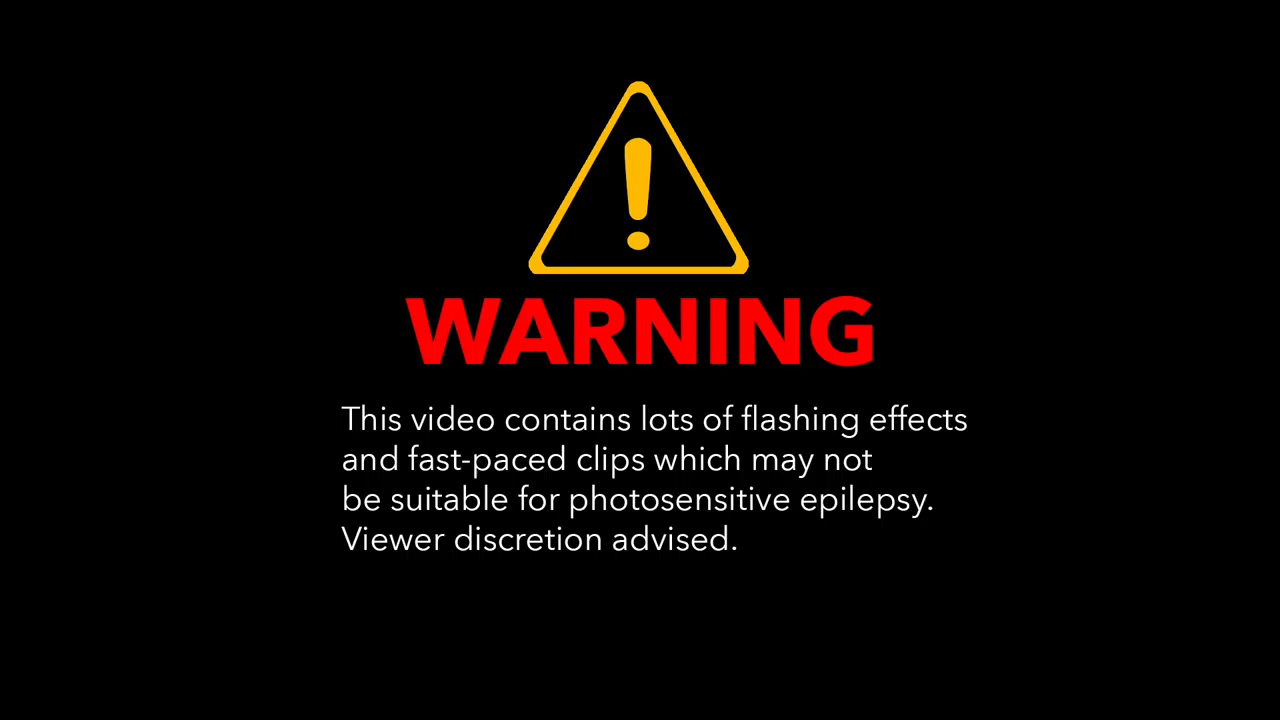 WARNING
This video contains lots of flashing effects
and fast-paced clips which may not
be suitable for photosensitive epilepsy.
Viewer discretion advised.